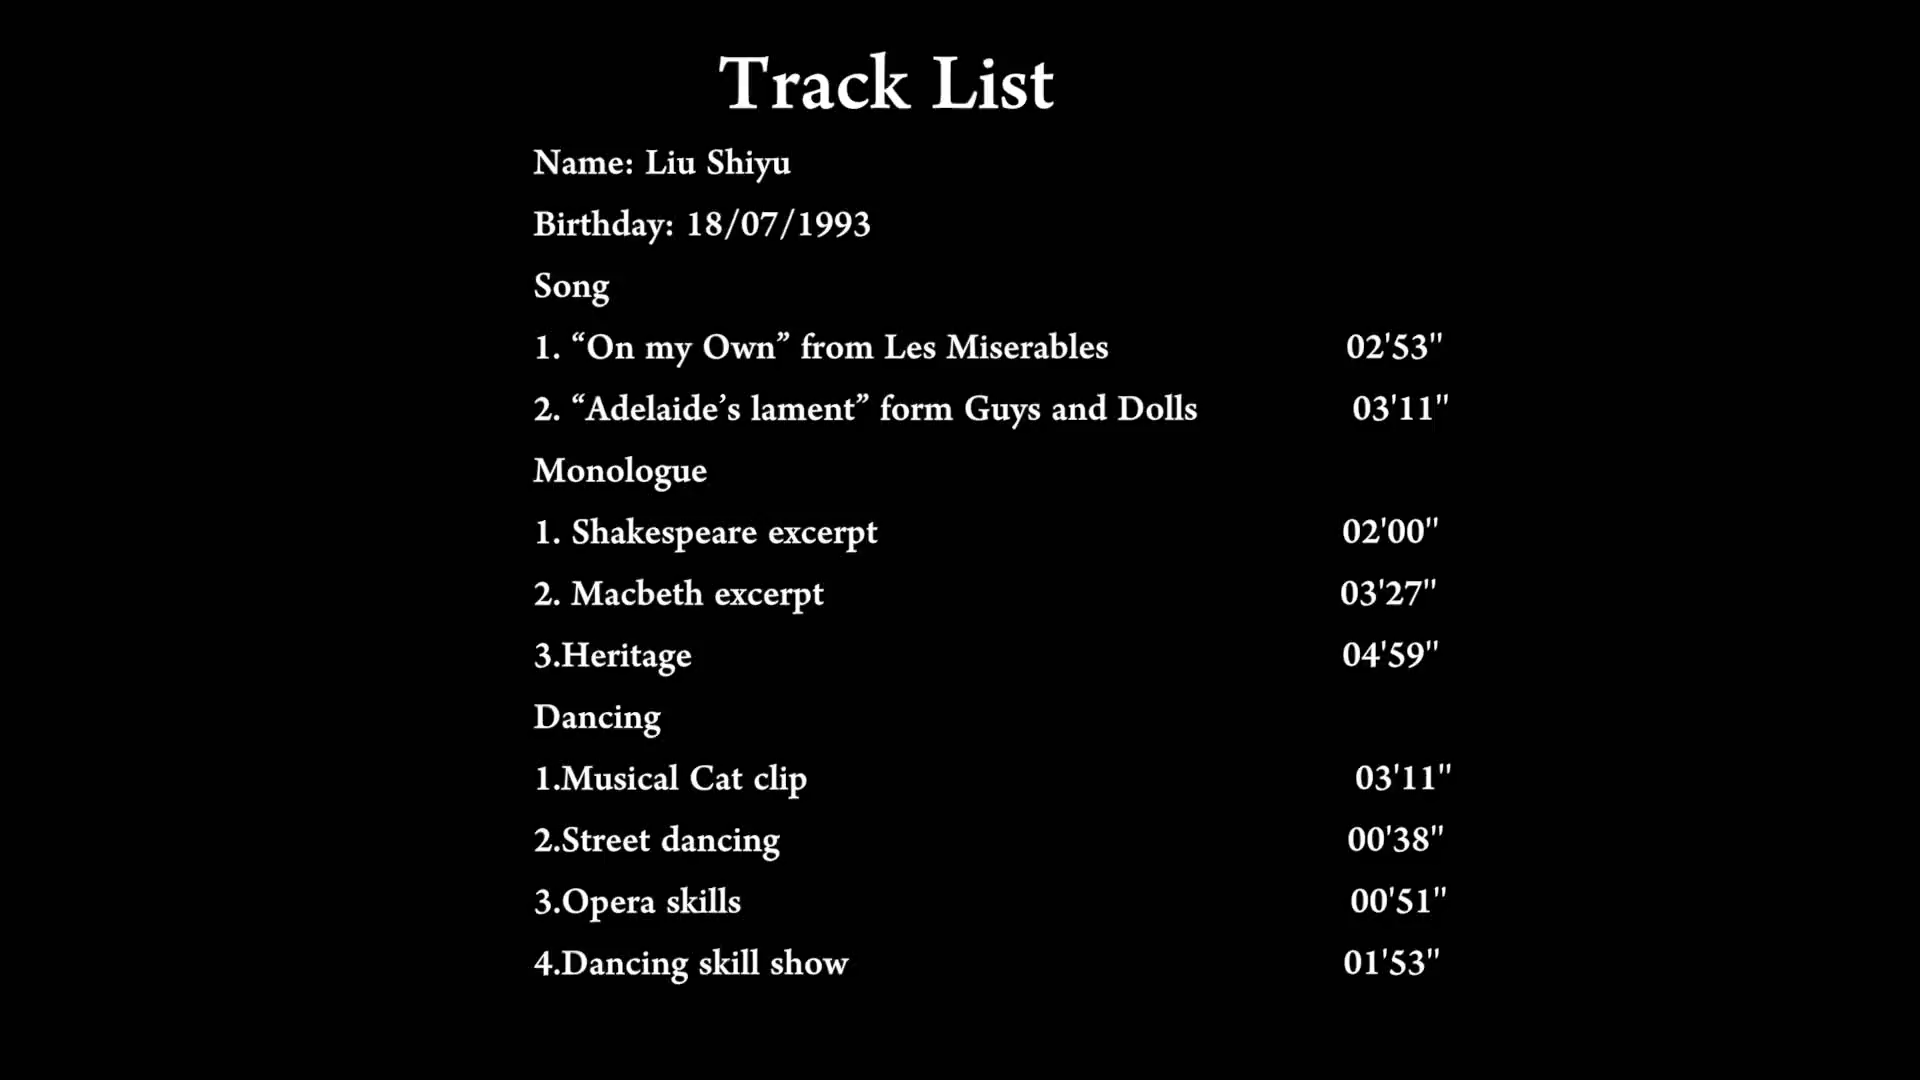 Track List
Name: Liu Shiyu
Birthday: 18/07/1993
Song
1. “On my Own” from Les Miserables 02'53"
2. “Adelaide’s lament” form Guys and Dolls 03'11"
Monologue
1. Shakespeare excerpt 02'00"
2. Macbeth excerpt 03'27"
3.Heritage 04'59"
Dancing
1.Musical Cat clip 03'11"
2.Street dancing 00'38"
3.Opera skills 00'51"
4.Dancing skill show 01'53"